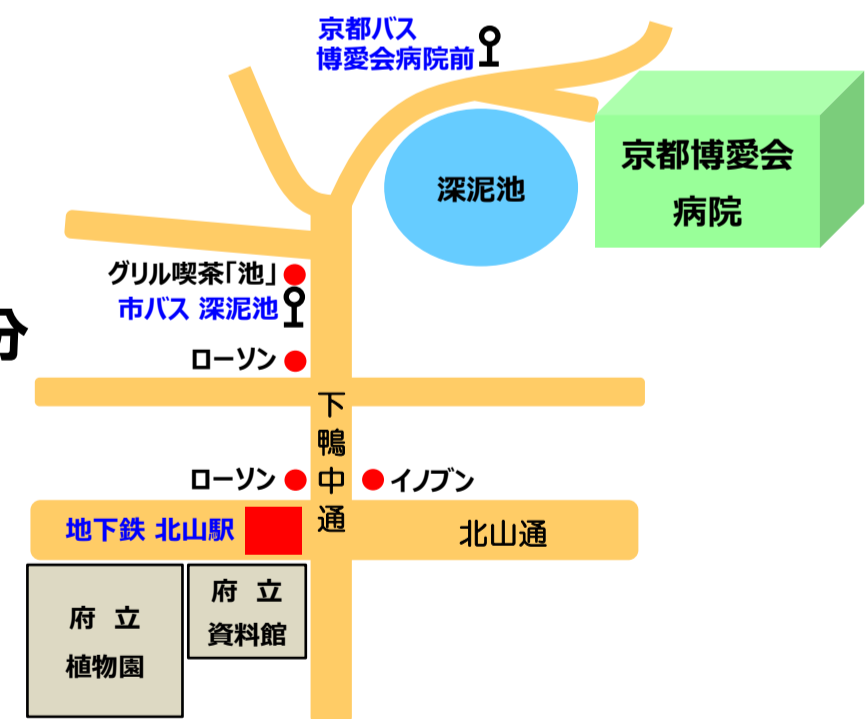 京都バス
博愛会病院前
京都博愛会
病院
深泥池
グリル喫茶「池」
市バス 深泥池
分
ローソン
下鴨中通
ローソン
イノブン
地下鉄 北山駅
北山通
府 立
植物園
府 立
資料館